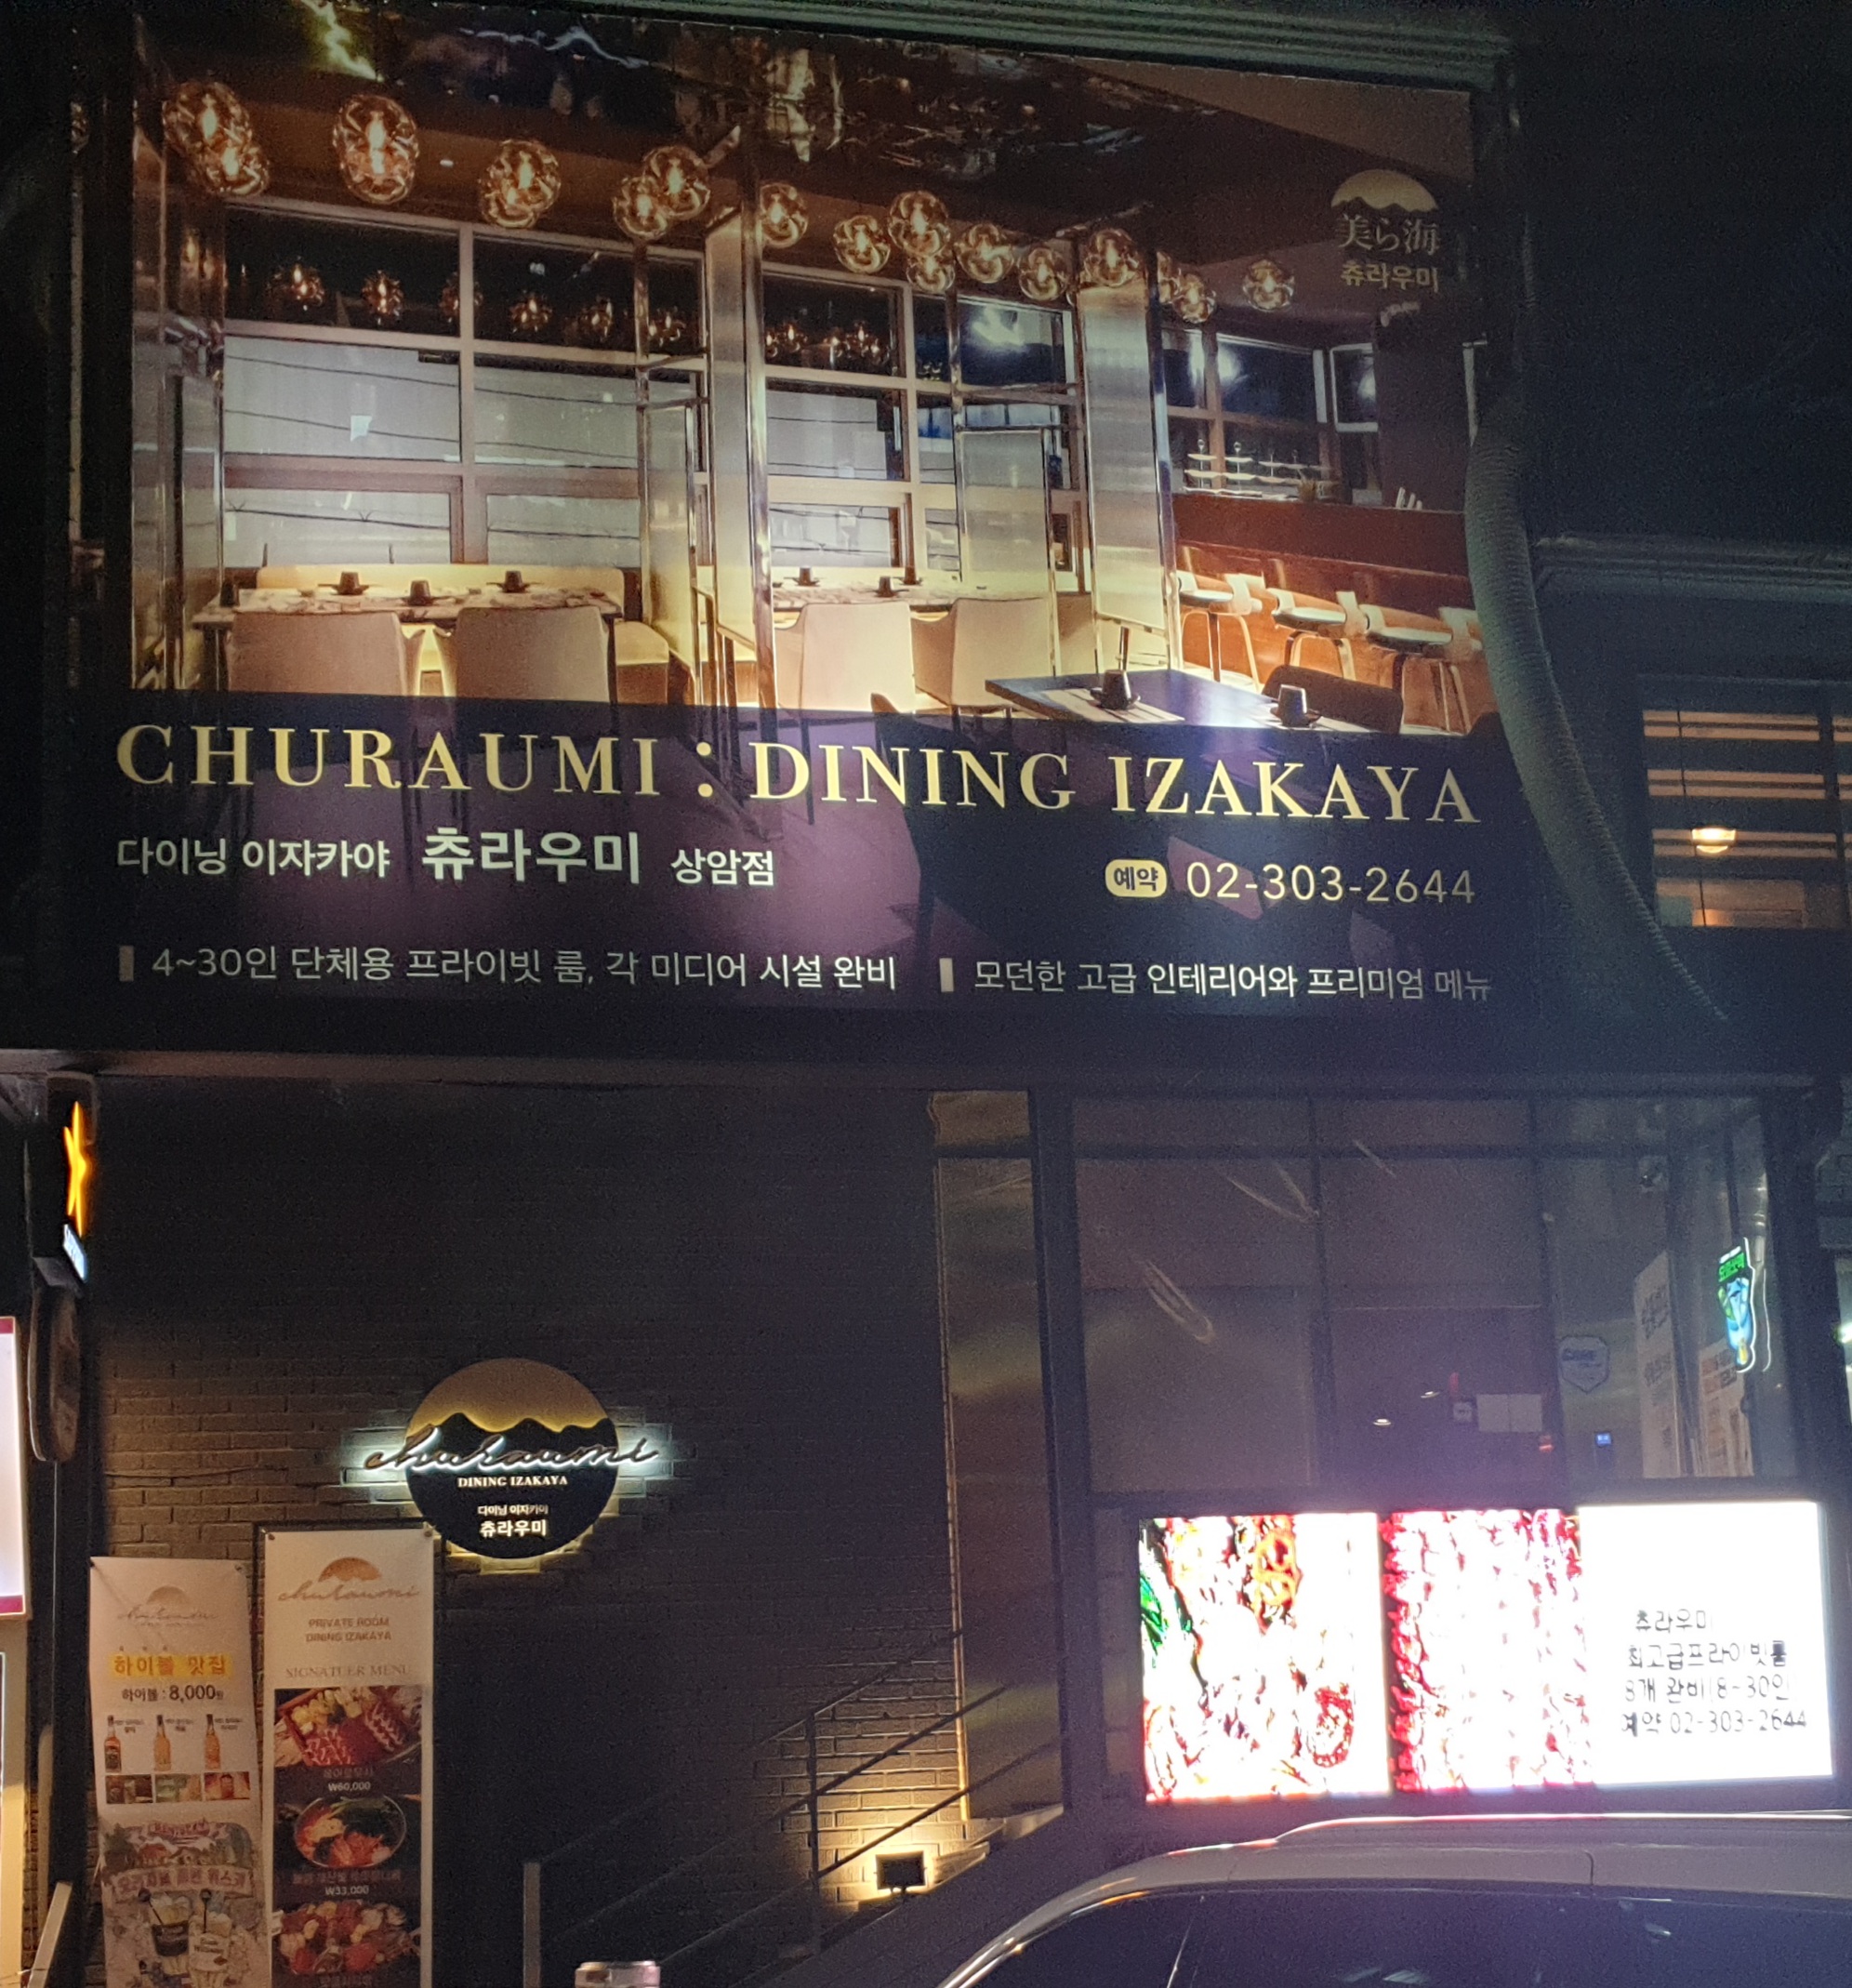 美ら海
츄라우미
CHURAUMI : DINING IZAKAYA
다이닝 이자카야 츄라우미 상암점
예약 02-303-2644
4~30인 단체용 프라이빗 룸, 각 미디어 시설 완비
모던한 고급 인테리어와 프리미엄 메뉴
churaumi
DINING IZAKAYA
다이닝 이자카야
츄라우미
churaumi
하이볼 맛집
하이볼 : 8,000원
churaumi
PRIVATE ROOM
DINING IZAKAYA
SIGNATUER MENU
₩60,000
₩33,000
츄라우미
최고급프라이빗룸
8개 완비|8-30인
예약 02-303-2644